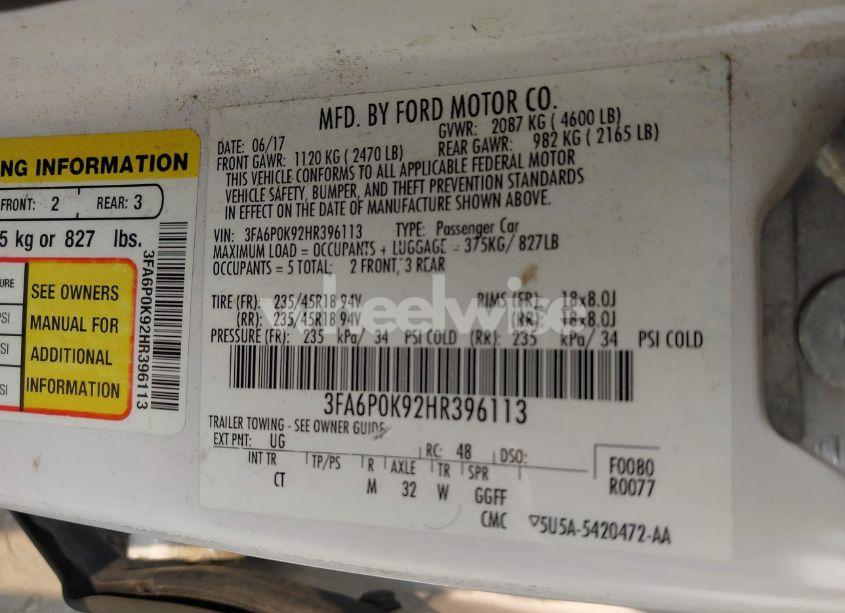 MFD. BY FORD MOTOR CO.
DATE: 06/17 GVWR: 2087 KG ( 4600 LB)
FRONT GAWR: 1120 KG ( 2470 LB) REAR GAWR: 982 KG ( 2165 LB)
THIS VEHICLE CONFORMS TO ALL APPLICABLE FEDERAL MOTOR
VEHICLE SAFETY, BUMPER, AND THEFT PREVENTION STANDARDS
IN EFFECT ON THE DATE OF MANUFACTURE SHOWN ABOVE.
VIN: 3FA6P0K92HR396113 TYPE: Passenger Car
MAXIMUM LOAD = OCCUPANTS + LUGGAGE = 375KG/ 827LB
OCCUPANTS = 5 TOTAL; 2 FRONT, 3 REAR
TIRE (FR): 235/45R18 94V RIMS (FR): 18x8.0J
(RR): 235/45R18 94V (RR): 18x8.0J
PRESSURE (FR): 235 kPa/ 34 PSI COLD (RR): 235 kPa/ 34 PSI COLD
3FA6P0K92HR396113
TRAILER TOWING - SEE OWNER GUIDE
EXT PNT: UG RC: 48 DSO:
INT TR TP/PS R AXLE TR SPR
CT M 32 W GGFF
F0080
R0077
CMC ▽5U5A-5420472-AA
NG INFORMATION
FRONT: 2 REAR: 3
5 kg or 827 lbs.
URE
PSI
SI
SI
SEE OWNERS
MANUAL FOR
ADDITIONAL
INFORMATION
3FA6P0K92HR396113
wheelwise